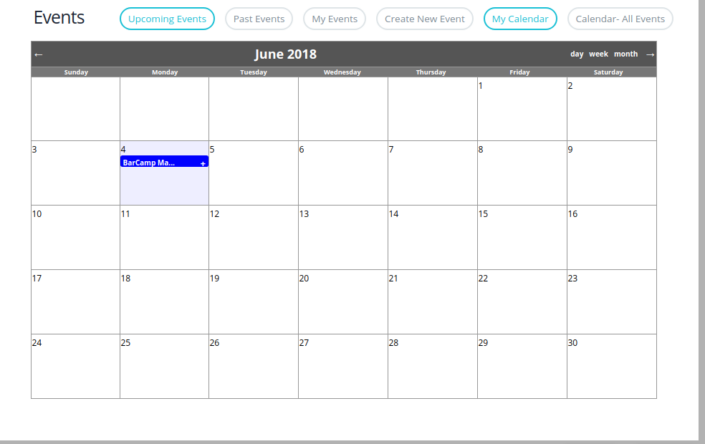 Events Upcoming Events Past Events My Events Create New Event My Calendar Calendar- All Events
← June 2018 day week month →
Sunday Monday Tuesday Wednesday Thursday Friday Saturday
1 2
3 4 5 6 7 8 9
BarCamp Ma... +
10 11 12 13 14 15 16
17 18 19 20 21 22 23
24 25 26 27 28 29 30